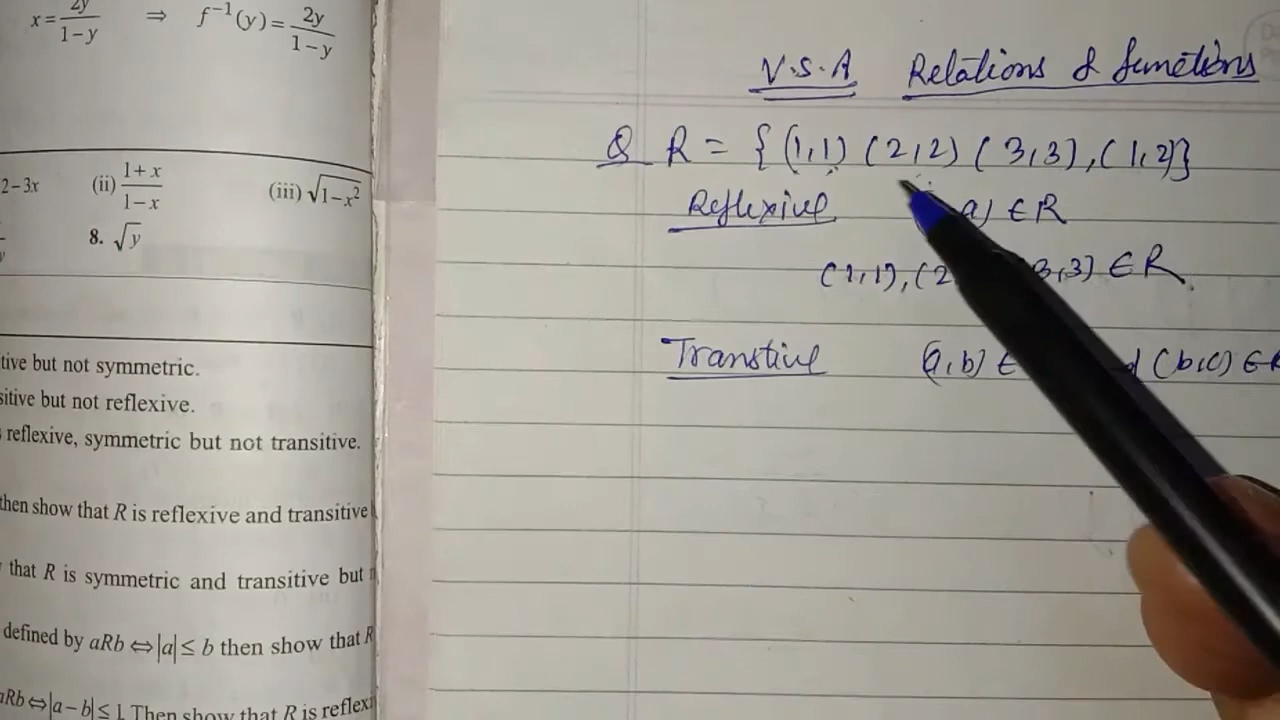 x = 2y/1−y ⇒ f⁻¹(y) = 2y/1−y
2−3x (ii) 1+x/1−x (iii) √1−x²
8. √y
tive but not symmetric.
sitive but not reflexive.
reflexive, symmetric but not transitive.
then show that R is reflexive and transitive
that R is symmetric and transitive but
defined by aRb ⇔ |a| ≤ b then show that R
aRb ⇔ |a − b| ≤ 1. Then show that R is reflex
V.S.A Relations & functions
Q R = { (1,1) (2,2) (3,3), (1,2)}
Reflexive a) ∈ R
(1,1), (2 3,3) ∈ R
Transtive (a,b) ∈ d (b,c) ∈ R